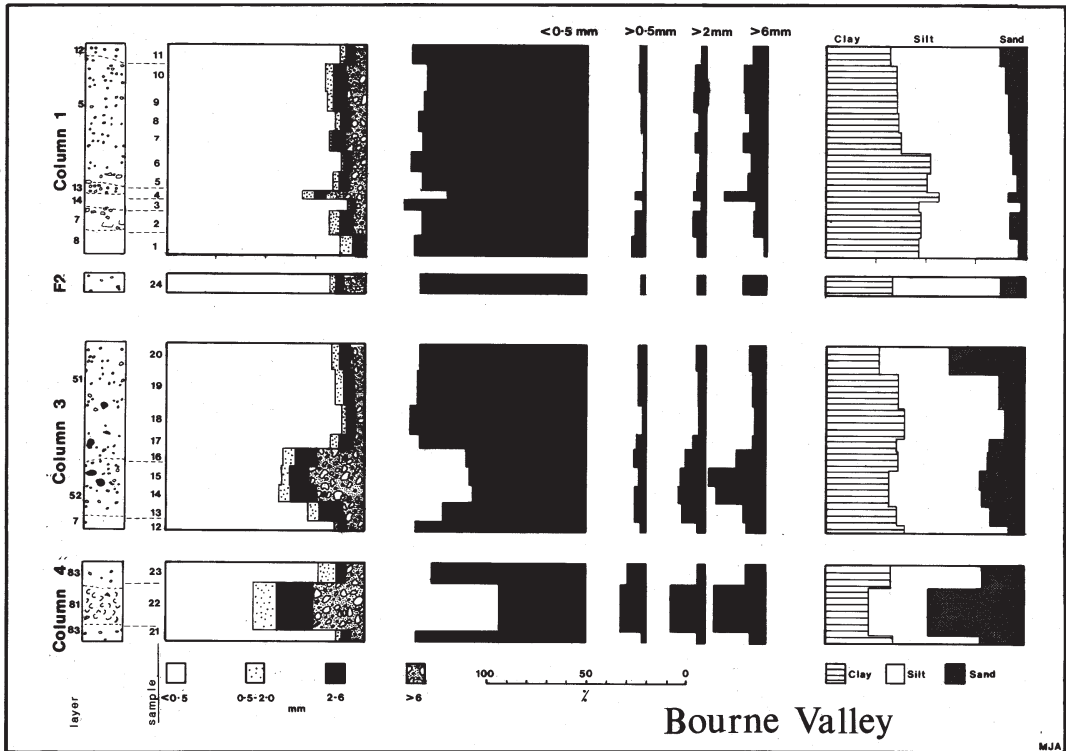 <0·5 mm >0·5mm >2mm >6mm
Clay Silt Sand
Column 1
12
5
13
14
7
8
11
10
9
8
7
6
5
4
3
2
1
F2
24
Column 3
51
52
7
20
19
18
17
16
15
14
13
12
Column 4
83
81
83
23
22
21
layer
sample
<0·5 0·5-2·0 2-6 >6
mm
100 50 0
%
Clay Silt Sand
Bourne Valley
MJA